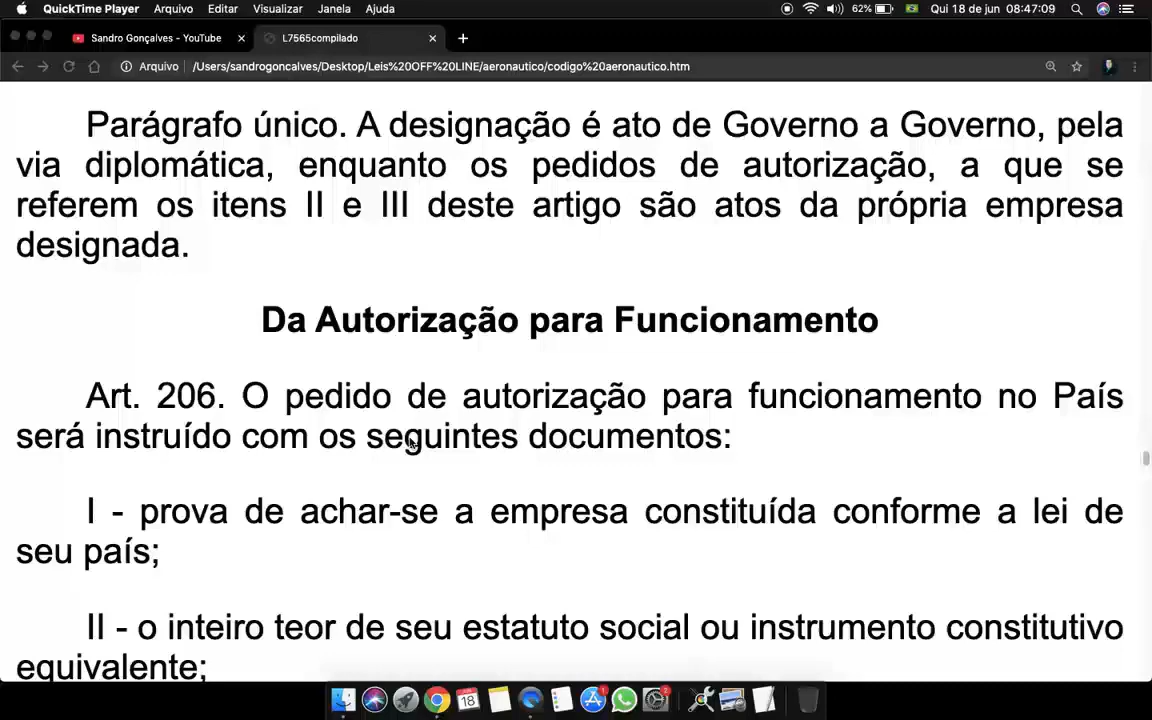 QuickTime Player Arquivo Editar Visualizar Janela Ajuda 62% Qui 18 de jun 08:47:09
Sandro Gonçalves - YouTube L7565compilado
Arquivo /Users/sandrogoncalves/Desktop/Leis%20OFF%20LINE/aeronautico/codigo%20aeronautico.htm
Parágrafo único. A designação é ato de Governo a Governo, pela
via diplomática, enquanto os pedidos de autorização, a que se
referem os itens II e III deste artigo são atos da própria empresa
designada.
Da Autorização para Funcionamento
Art. 206. O pedido de autorização para funcionamento no País
será instruído com os seguintes documentos:
I - prova de achar-se a empresa constituída conforme a lei de
seu país;
II - o inteiro teor de seu estatuto social ou instrumento constitutivo
equivalente;
18